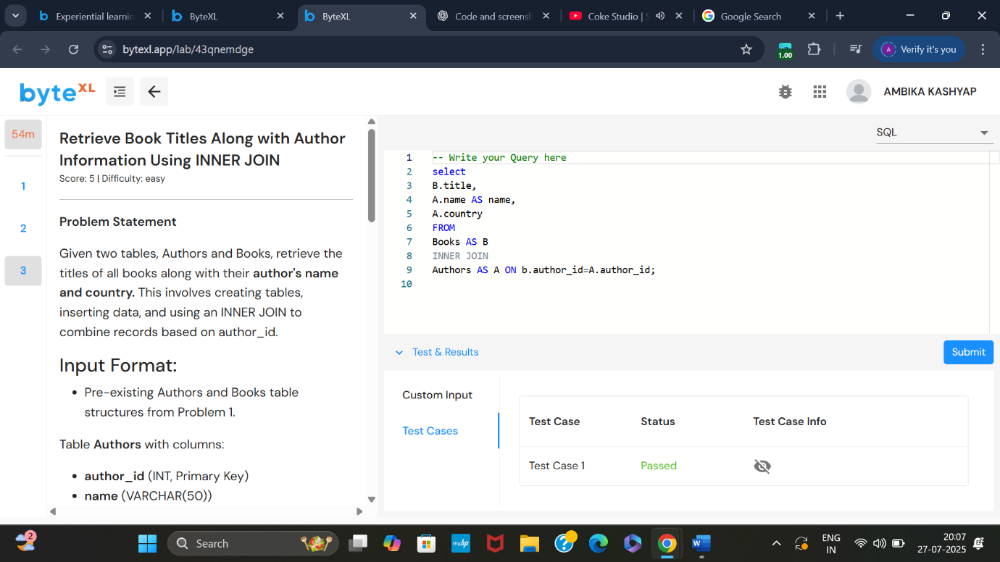 Experiential learnin
ByteXL
ByteXL
Code and screensh
Coke Studio | S
Google Search
bytexl.app/lab/43qnemdge
1.00
A
Verify it's you
byteXL
AMBIKA KASHYAP
54m
1
2
3
Retrieve Book Titles Along with Author
Information Using INNER JOIN
Score: 5 | Difficulty: easy
Problem Statement
Given two tables, Authors and Books, retrieve the
titles of all books along with their author's name
and country. This involves creating tables,
inserting data, and using an INNER JOIN to
combine records based on author_id.
Input Format:
• Pre-existing Authors and Books table
structures from Problem 1.
Table Authors with columns:
• author_id (INT, Primary Key)
• name (VARCHAR(50))
SQL
1 -- Write your Query here
2 select
3 B.title,
4 A.name AS name,
5 A.country
6 FROM
7 Books AS B
8 INNER JOIN
9 Authors AS A ON b.author_id=A.author_id;
10
Test & Results
Submit
Custom Input
Test Cases
Test Case Status Test Case Info
Test Case 1 Passed
2
Search
myhp
W
ENG
IN
20:07
27-07-2025